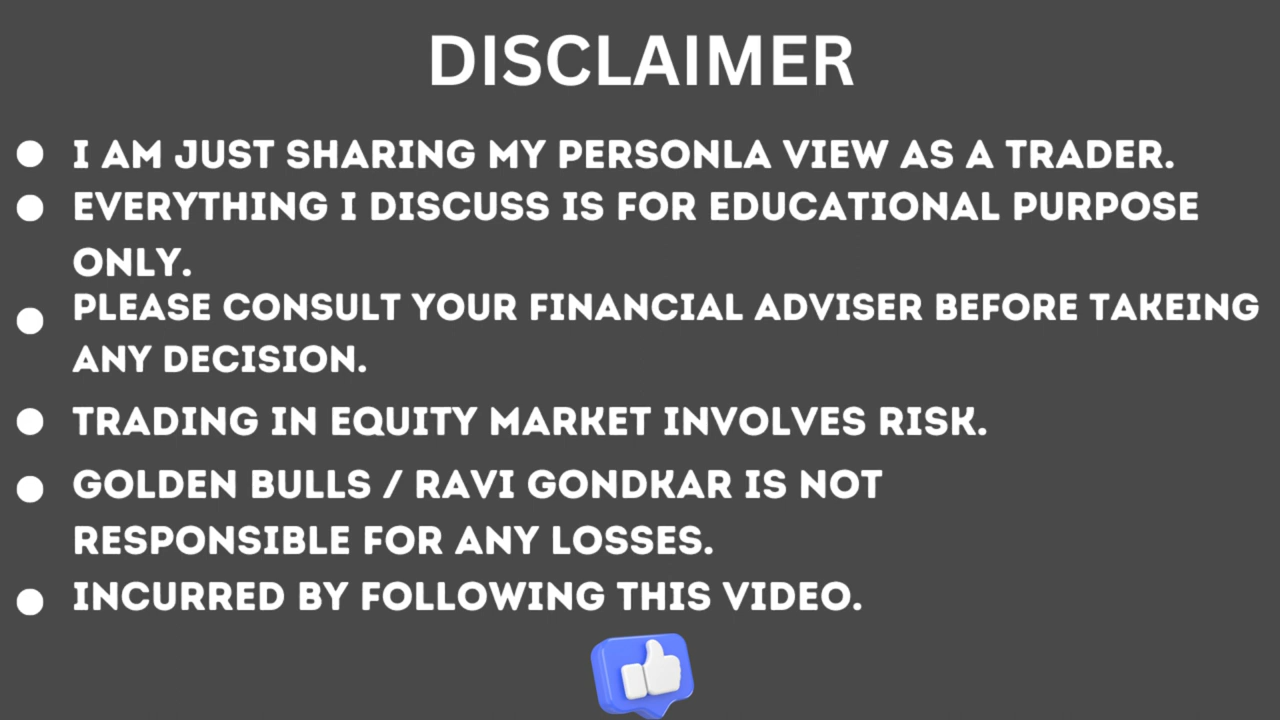 DISCLAIMER
I AM JUST SHARING MY PERSONLA VIEW AS A TRADER.
EVERYTHING I DISCUSS IS FOR EDUCATIONAL PURPOSE
ONLY.
PLEASE CONSULT YOUR FINANCIAL ADVISER BEFORE TAKEING
ANY DECISION.
TRADING IN EQUITY MARKET INVOLVES RISK.
GOLDEN BULLS / RAVI GONDKAR IS NOT
RESPONSIBLE FOR ANY LOSSES.
INCURRED BY FOLLOWING THIS VIDEO.